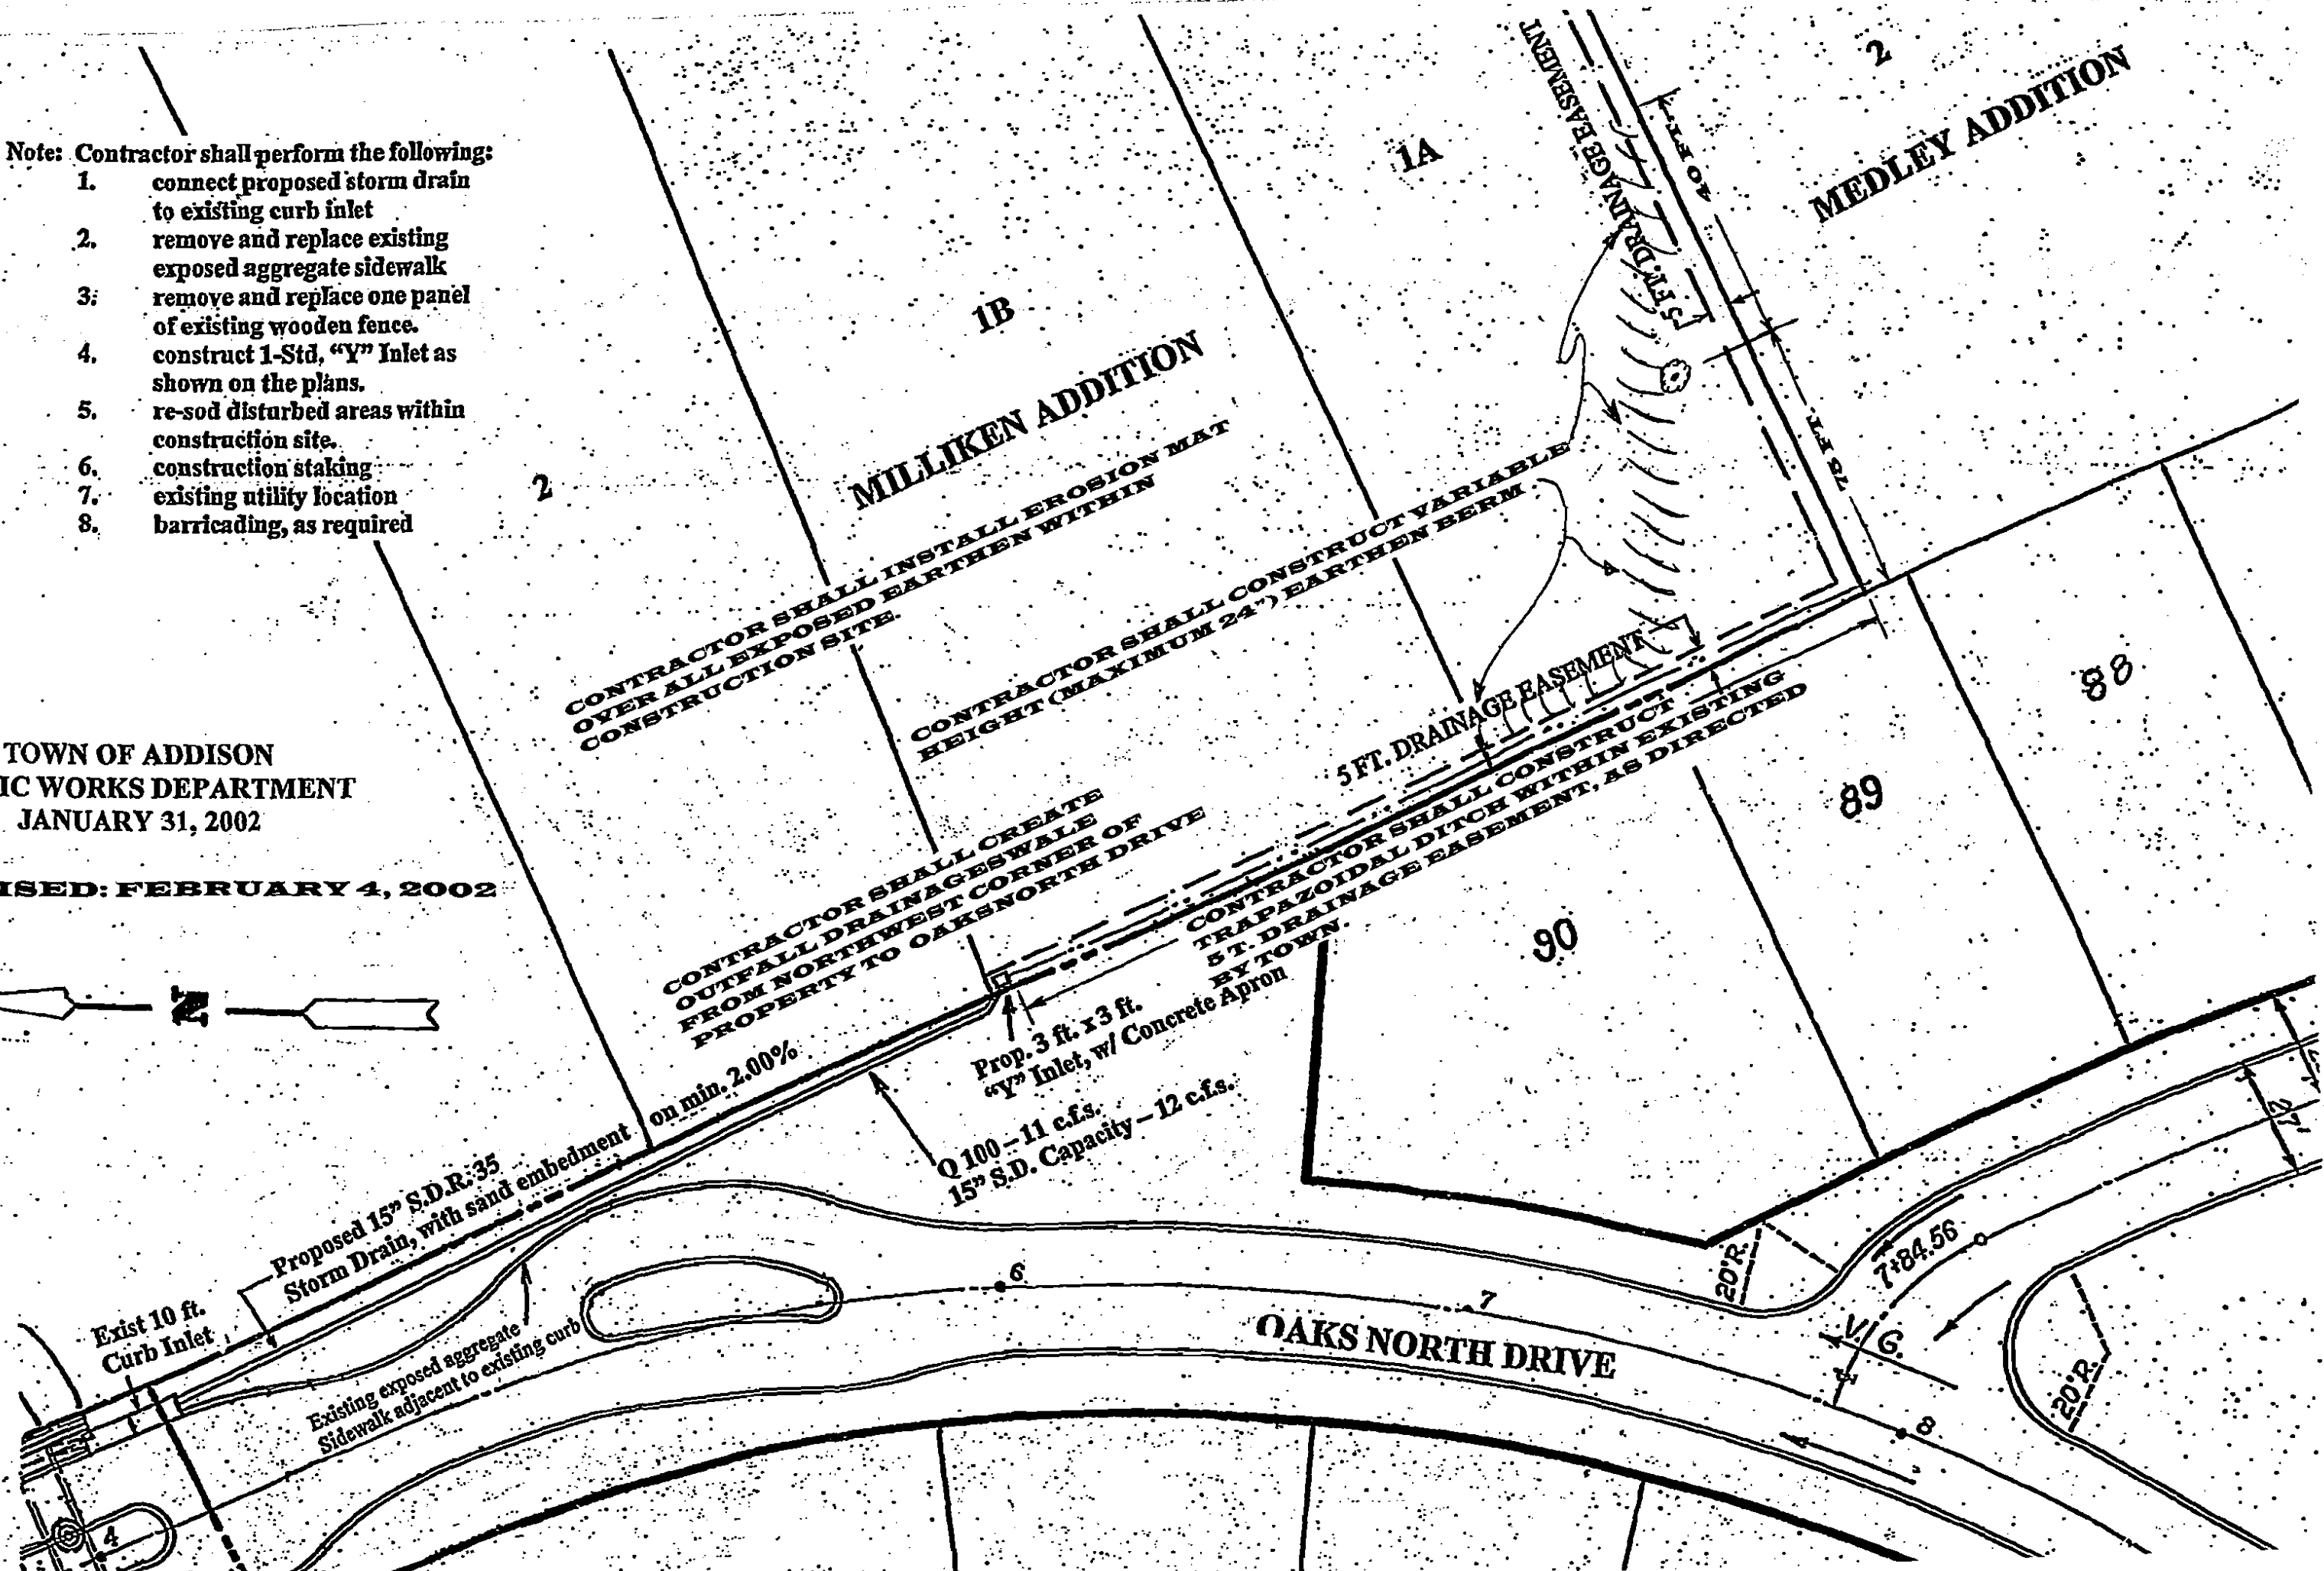 Note: Contractor shall perform the following:
1. connect proposed storm drain
to existing curb inlet
2. remove and replace existing
exposed aggregate sidewalk
3. remove and replace one panel
of existing wooden fence.
4. construct 1-Std, “Y” Inlet as
shown on the plans.
5. re-sod disturbed areas within
construction site.
6. construction staking
7. existing utility location
8. barricading, as required
TOWN OF ADDISON
IC WORKS DEPARTMENT
JANUARY 31, 2002
ISED: FEBRUARY 4, 2002
N
2
1B
MILLIKEN ADDITION
1A
2
MEDLEY ADDITION
DRAINAGE EASEMENT
5 FT. DRAINAGE EASEMENT
40 FT.
75 FT.
CONTRACTOR SHALL INSTALL EROSION MAT
OVER ALL EXPOSED EARTHEN WITHIN
CONSTRUCTION SITE.
CONTRACTOR SHALL CONSTRUCT VARIABLE
HEIGHT (MAXIMUM 24”) EARTHEN BERM
5 FT. DRAINAGE EASEMENT
CONTRACTOR SHALL CREATE
OUTFALL DRAINAGESWALE
FROM NORTHWEST CORNER OF
PROPERTY TO OAKSNORTH DRIVE
CONTRACTOR SHALL CONSTRUCT
TRAPAZOIDAL DITCH WITHIN EXISTING
5 T. DRAINAGE EASEMENT, AS DIRECTED
BY TOWN.
88
89
90
Prop. 3 ft. x 3 ft.
“Y” Inlet, w/ Concrete Apron
Q 100 – 11 c.f.s.
15” S.D. Capacity – 12 c.f.s.
Proposed 15” S.D.R. 35
Storm Drain, with sand embedment on min. 2.00%
Exist 10 ft.
Curb Inlet
Existing exposed aggregate
Sidewalk adjacent to existing curb
4
6
7
8
OAKS NORTH DRIVE
20'R.
7+84.56
V.G.
20'R.
27'